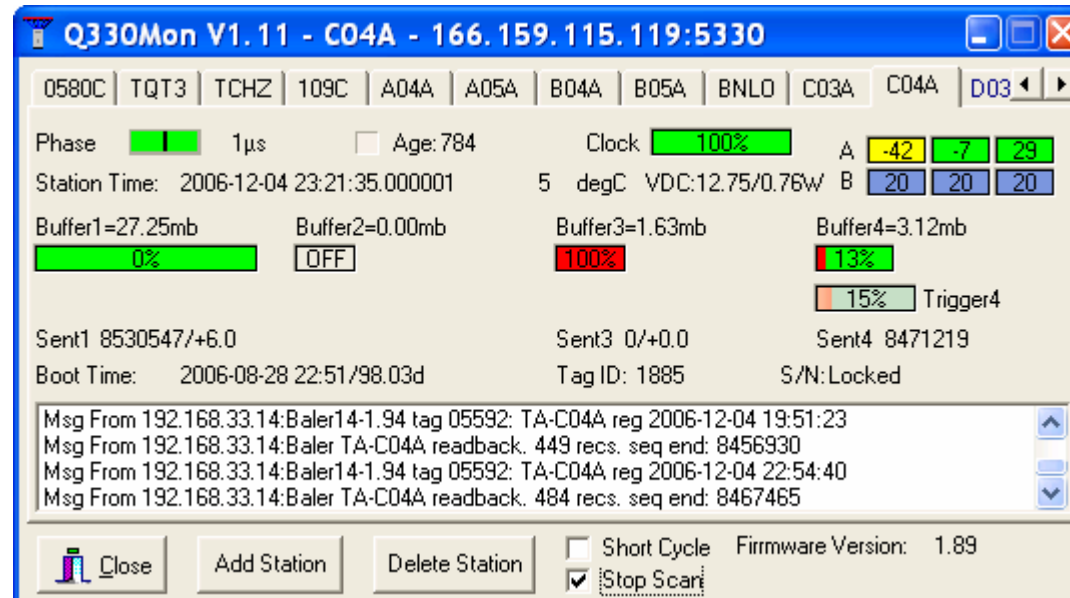 Q330Mon V1.11 - C04A - 166.159.115.119:5330
0580C TQT3 TCHZ 109C A04A A05A B04A B05A BNLO C03A C04A D03
Phase 1µs Age: 784 Clock 100% A -42 -7 29
Station Time: 2006-12-04 23:21:35.000001 5 degC VDC:12.75/0.76W B 20 20 20
Buffer1=27.25mb Buffer2=0.00mb Buffer3=1.63mb Buffer4=3.12mb
0% OFF 100% 13%
15% Trigger4
Sent1 8530547/+6.0 Sent3 0/+0.0 Sent4 8471219
Boot Time: 2006-08-28 22:51/98.03d Tag ID: 1885 S/N:Locked
Msg From 192.168.33.14:Baler14-1.94 tag 05592: TA-C04A reg 2006-12-04 19:51:23
Msg From 192.168.33.14:Baler TA-C04A readback. 449 recs. seq end: 8456930
Msg From 192.168.33.14:Baler14-1.94 tag 05592: TA-C04A reg 2006-12-04 22:54:40
Msg From 192.168.33.14:Baler TA-C04A readback. 484 recs. seq end: 8467465
Close Add Station Delete Station Short Cycle Firmware Version: 1.89
Stop Scan